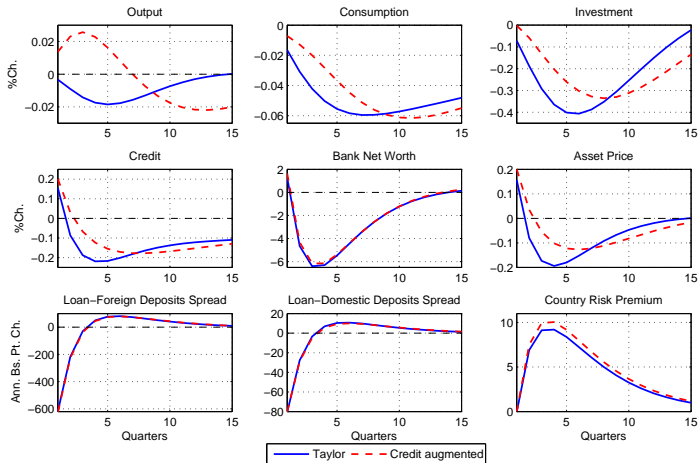 Output Consumption Investment
0.02
0
−0.02
5 10 15
0
−0.02
−0.04
−0.06
5 10 15
0
−0.1
−0.2
−0.3
−0.4
5 10 15
%Ch.
Credit Bank Net Worth Asset Price
0.2
0.1
0
−0.1
−0.2
5 10 15
2
0
−2
−4
−6
5 10 15
0.2
0.1
0
−0.1
−0.2
5 10 15
%Ch.
Loan−Foreign Deposits Spread Loan−Domestic Deposits Spread Country Risk Premium
0
−200
−400
−600
5 10 15
20
0
−20
−40
−60
−80
5 10 15
10
5
0
5 10 15
Ann. Bs. Pt. Ch.
Quarters Quarters Quarters
Taylor Credit augmented